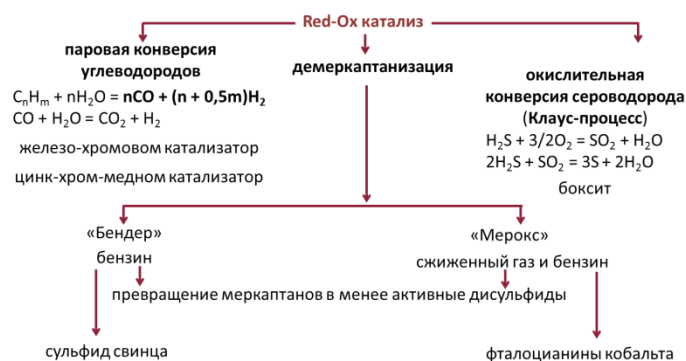 Red-Ox катализ
паровая конверсия
углеводородов
CₙHₘ + nH₂O = nCO + (n + 0,5m)H₂
CO + H₂O = CO₂ + H₂
железо-хромовом катализатор
цинк-хром-медном катализатор
демеркаптанизация
окислительная
конверсия сероводорода
(Клаус-процесс)
H₂S + 3/2O₂ = SO₂ + H₂O
2H₂S + SO₂ = 3S + 2H₂O
боксит
«Бендер»
бензин
«Мерокс»
сжиженный газ и бензин
превращение меркаптанов в менее активные дисульфиды
сульфид свинца
фталоцианины кобальта